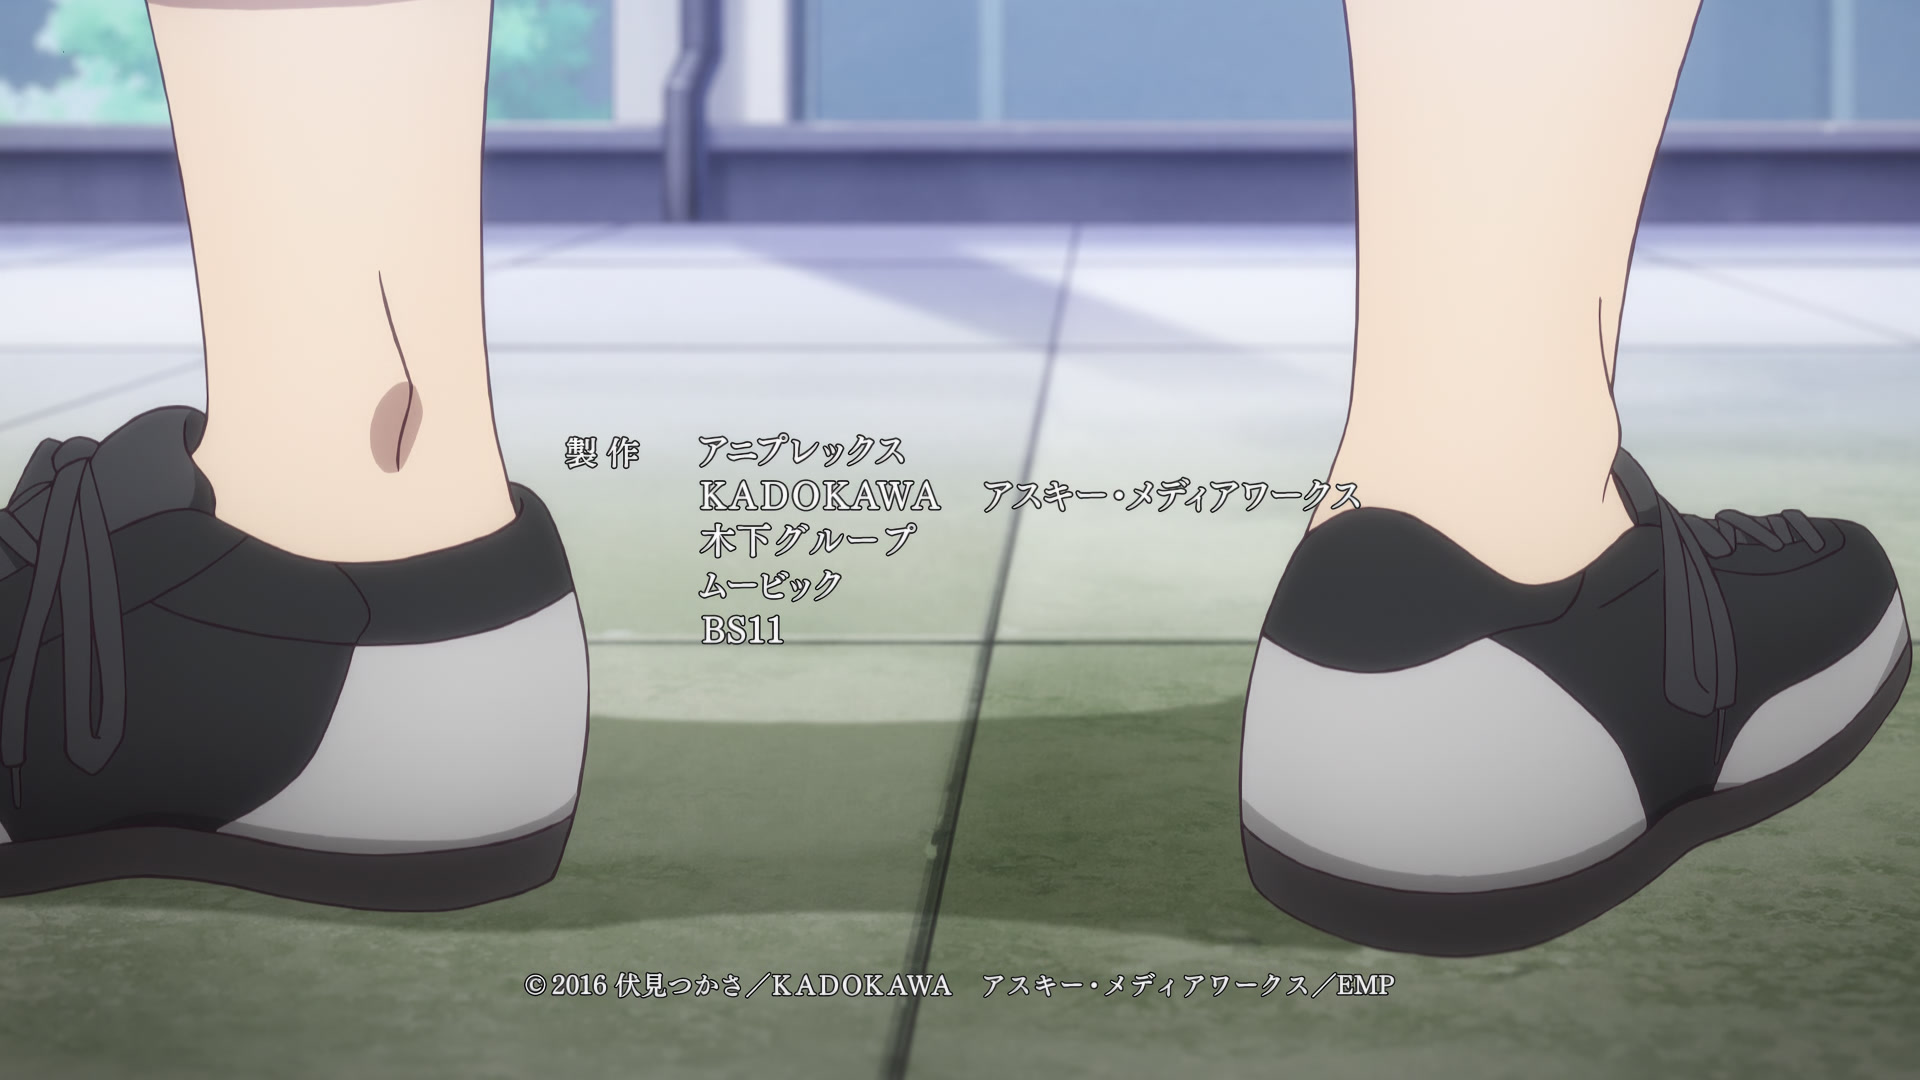 製作　アニプレックス
KADOKAWA　アスキー・メディアワークス
木下グループ
ムービック
BS11
©2016 伏見つかさ／KADOKAWA　アスキー・メディアワークス／EMP